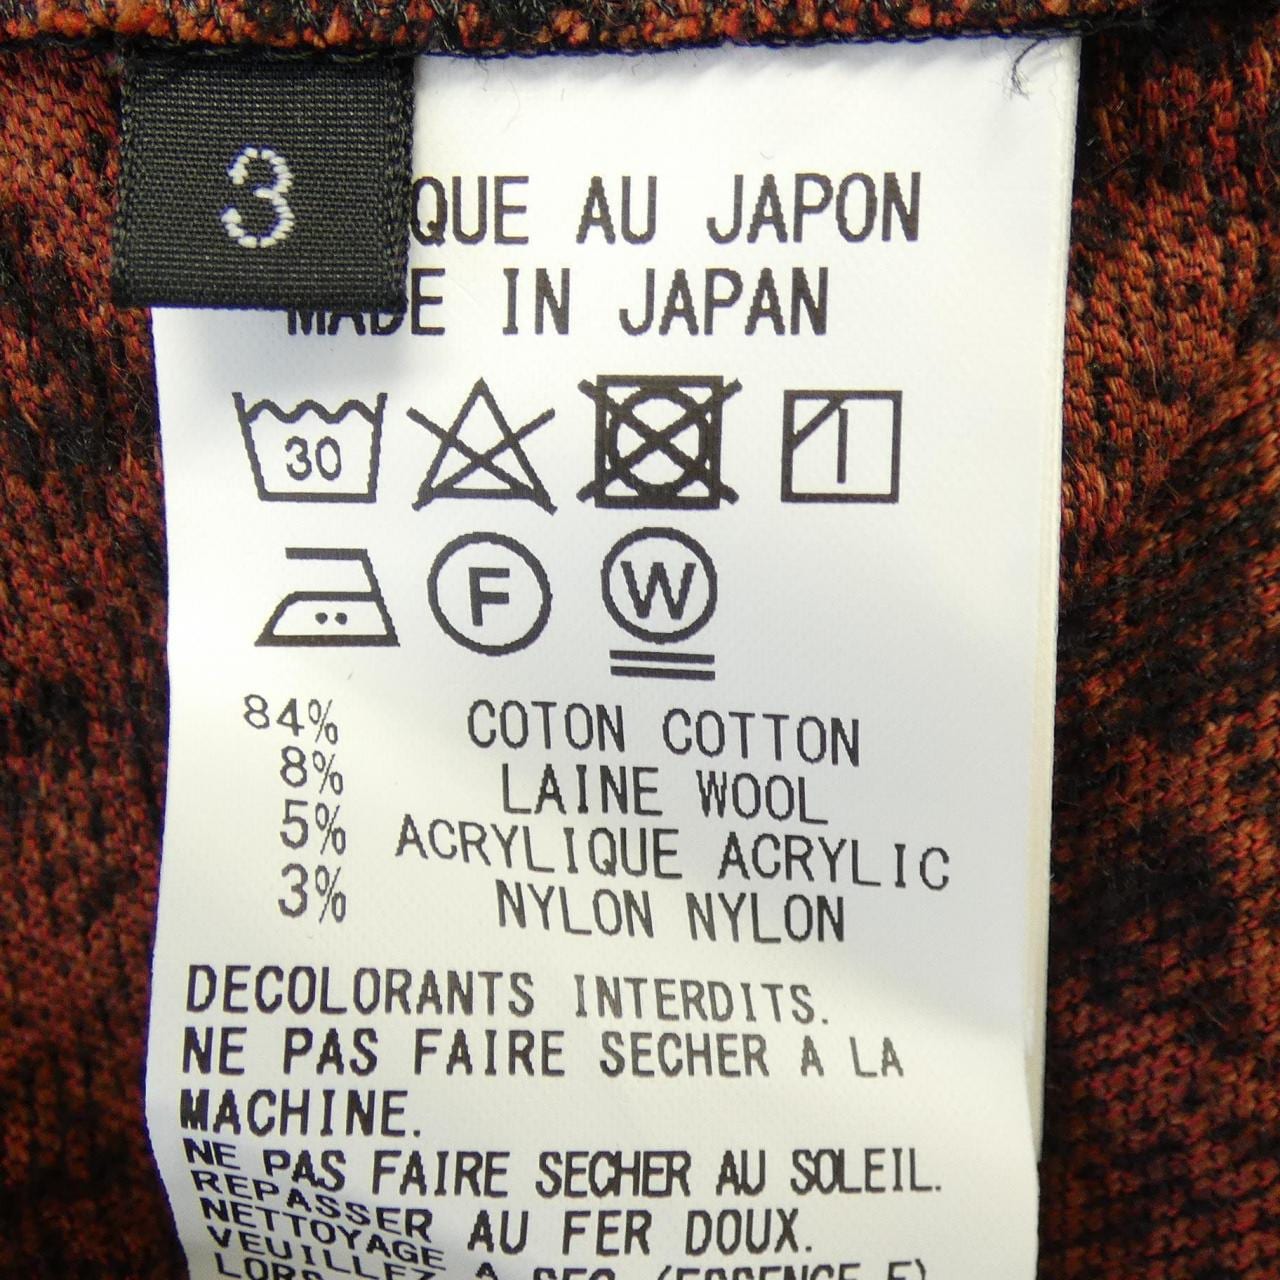 3
QUE AU JAPON
MADE IN JAPAN
30
F W
84% COTON COTTON
8% LAINE WOOL
5% ACRYLIQUE ACRYLIC
3% NYLON NYLON
DECOLORANTS INTERDITS.
NE PAS FAIRE SECHER A LA
MACHINE.
NE PAS FAIRE SECHER AU SOLEIL.
REPASSER AU FER DOUX.
NETTOYAGE A SEC (ESSENCE F)
VEUILLEZ